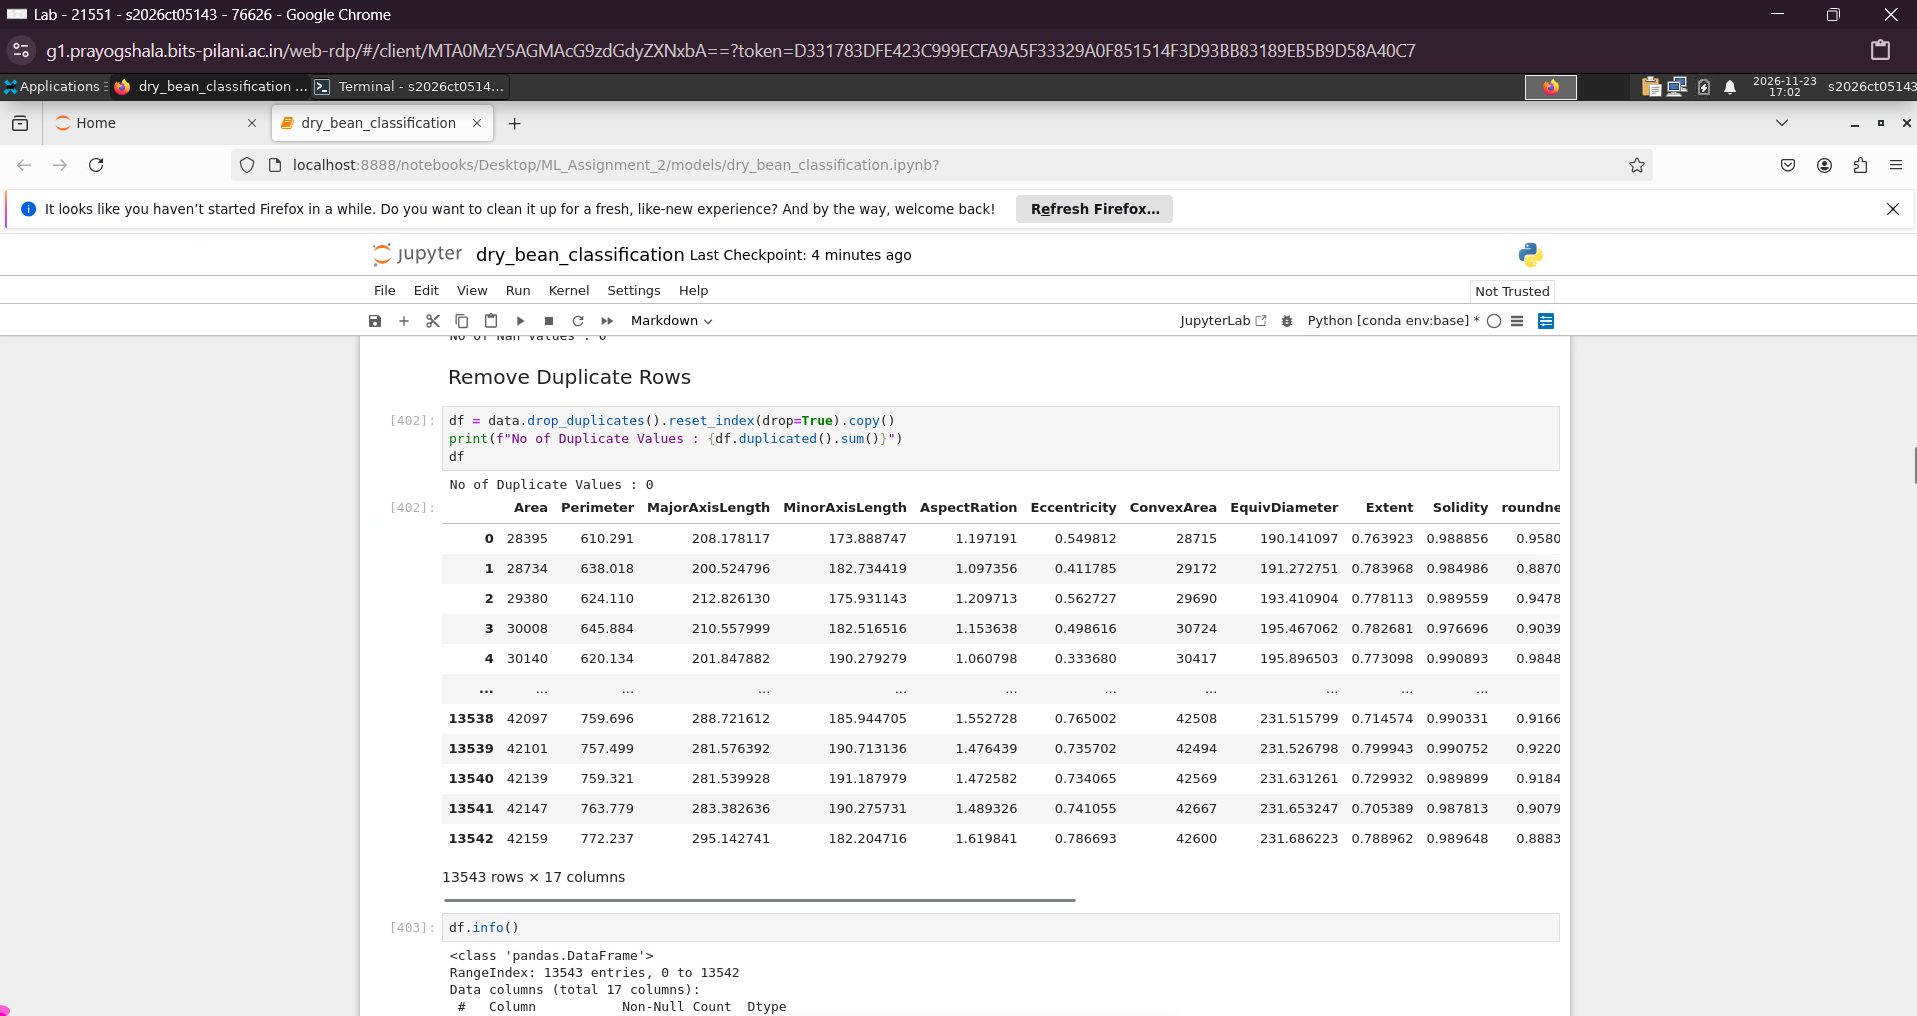 Lab - 21551 - s2026ct05143 - 76626 - Google Chrome
g1.prayogshala.bits-pilani.ac.in/web-rdp/#/client/MTA0MzY5AGMAcG9zdGdyZXNxbA==?token=D331783DFE423C999ECFA9A5F33329A0F851514F3D93BB83189EB5B9D58A40C7
Applications dry_bean_classification ... Terminal - s2026ct0514... 2026-11-23 17:02 s2026ct05143
Home dry_bean_classification
localhost:8888/notebooks/Desktop/ML_Assignment_2/models/dry_bean_classification.ipynb?
It looks like you haven’t started Firefox in a while. Do you want to clean it up for a fresh, like-new experience? And by the way, welcome back! Refresh Firefox...
jupyter dry_bean_classification Last Checkpoint: 4 minutes ago
File Edit View Run Kernel Settings Help Not Trusted
Markdown JupyterLab Python [conda env:base] *
No of Nan Values : 0
Remove Duplicate Rows
[402]: df = data.drop_duplicates().reset_index(drop=True).copy()
print(f"No of Duplicate Values : {df.duplicated().sum()}")
df
No of Duplicate Values : 0
[402]: Area Perimeter MajorAxisLength MinorAxisLength AspectRation Eccentricity ConvexArea EquivDiameter Extent Solidity roundne
0 28395 610.291 208.178117 173.888747 1.197191 0.549812 28715 190.141097 0.763923 0.988856 0.9580
1 28734 638.018 200.524796 182.734419 1.097356 0.411785 29172 191.272751 0.783968 0.984986 0.8870
2 29380 624.110 212.826130 175.931143 1.209713 0.562727 29690 193.410904 0.778113 0.989559 0.9478
3 30008 645.884 210.557999 182.516516 1.153638 0.498616 30724 195.467062 0.782681 0.976696 0.9039
4 30140 620.134 201.847882 190.279279 1.060798 0.333680 30417 195.896503 0.773098 0.990893 0.9848
... ... ... ... ... ... ... ... ... ... ...
13538 42097 759.696 288.721612 185.944705 1.552728 0.765002 42508 231.515799 0.714574 0.990331 0.9166
13539 42101 757.499 281.576392 190.713136 1.476439 0.735702 42494 231.526798 0.799943 0.990752 0.9220
13540 42139 759.321 281.539928 191.187979 1.472582 0.734065 42569 231.631261 0.729932 0.989899 0.9184
13541 42147 763.779 283.382636 190.275731 1.489326 0.741055 42667 231.653247 0.705389 0.987813 0.9079
13542 42159 772.237 295.142741 182.204716 1.619841 0.786693 42600 231.686223 0.788962 0.989648 0.8883
13543 rows × 17 columns
[403]: df.info()
<class 'pandas.DataFrame'>
RangeIndex: 13543 entries, 0 to 13542
Data columns (total 17 columns):
# Column Non-Null Count Dtype